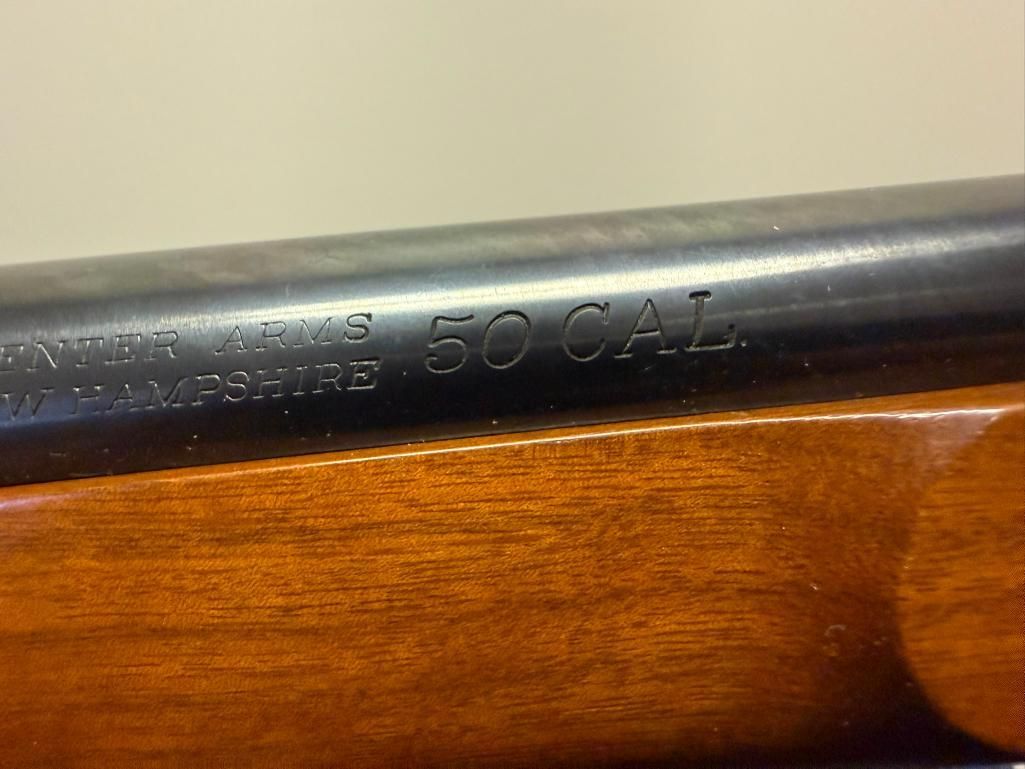 ENTER ARMS
W HAMPSHIRE
50 CAL.